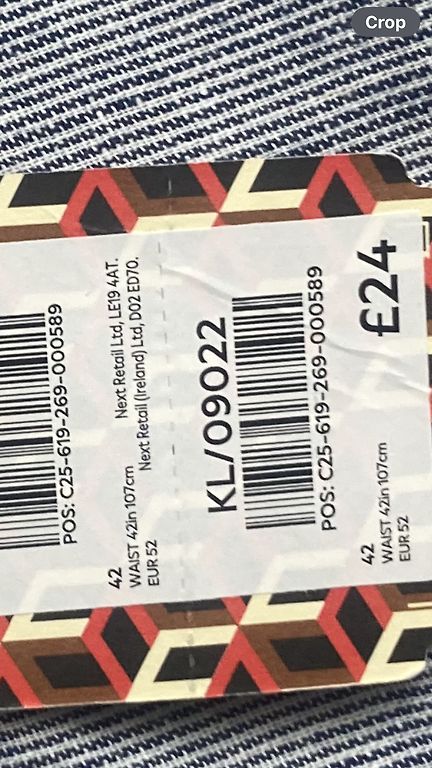 Crop
POS: C25-619-269-000589
42
WAIST 42in 107cm
EUR 52
Next Retail Ltd, LE19 4AT.
Next Retail (Ireland) Ltd, D02 ED70.
KL/09022
POS: C25-619-269-000589
42
WAIST 42in 107cm
EUR 52
£24